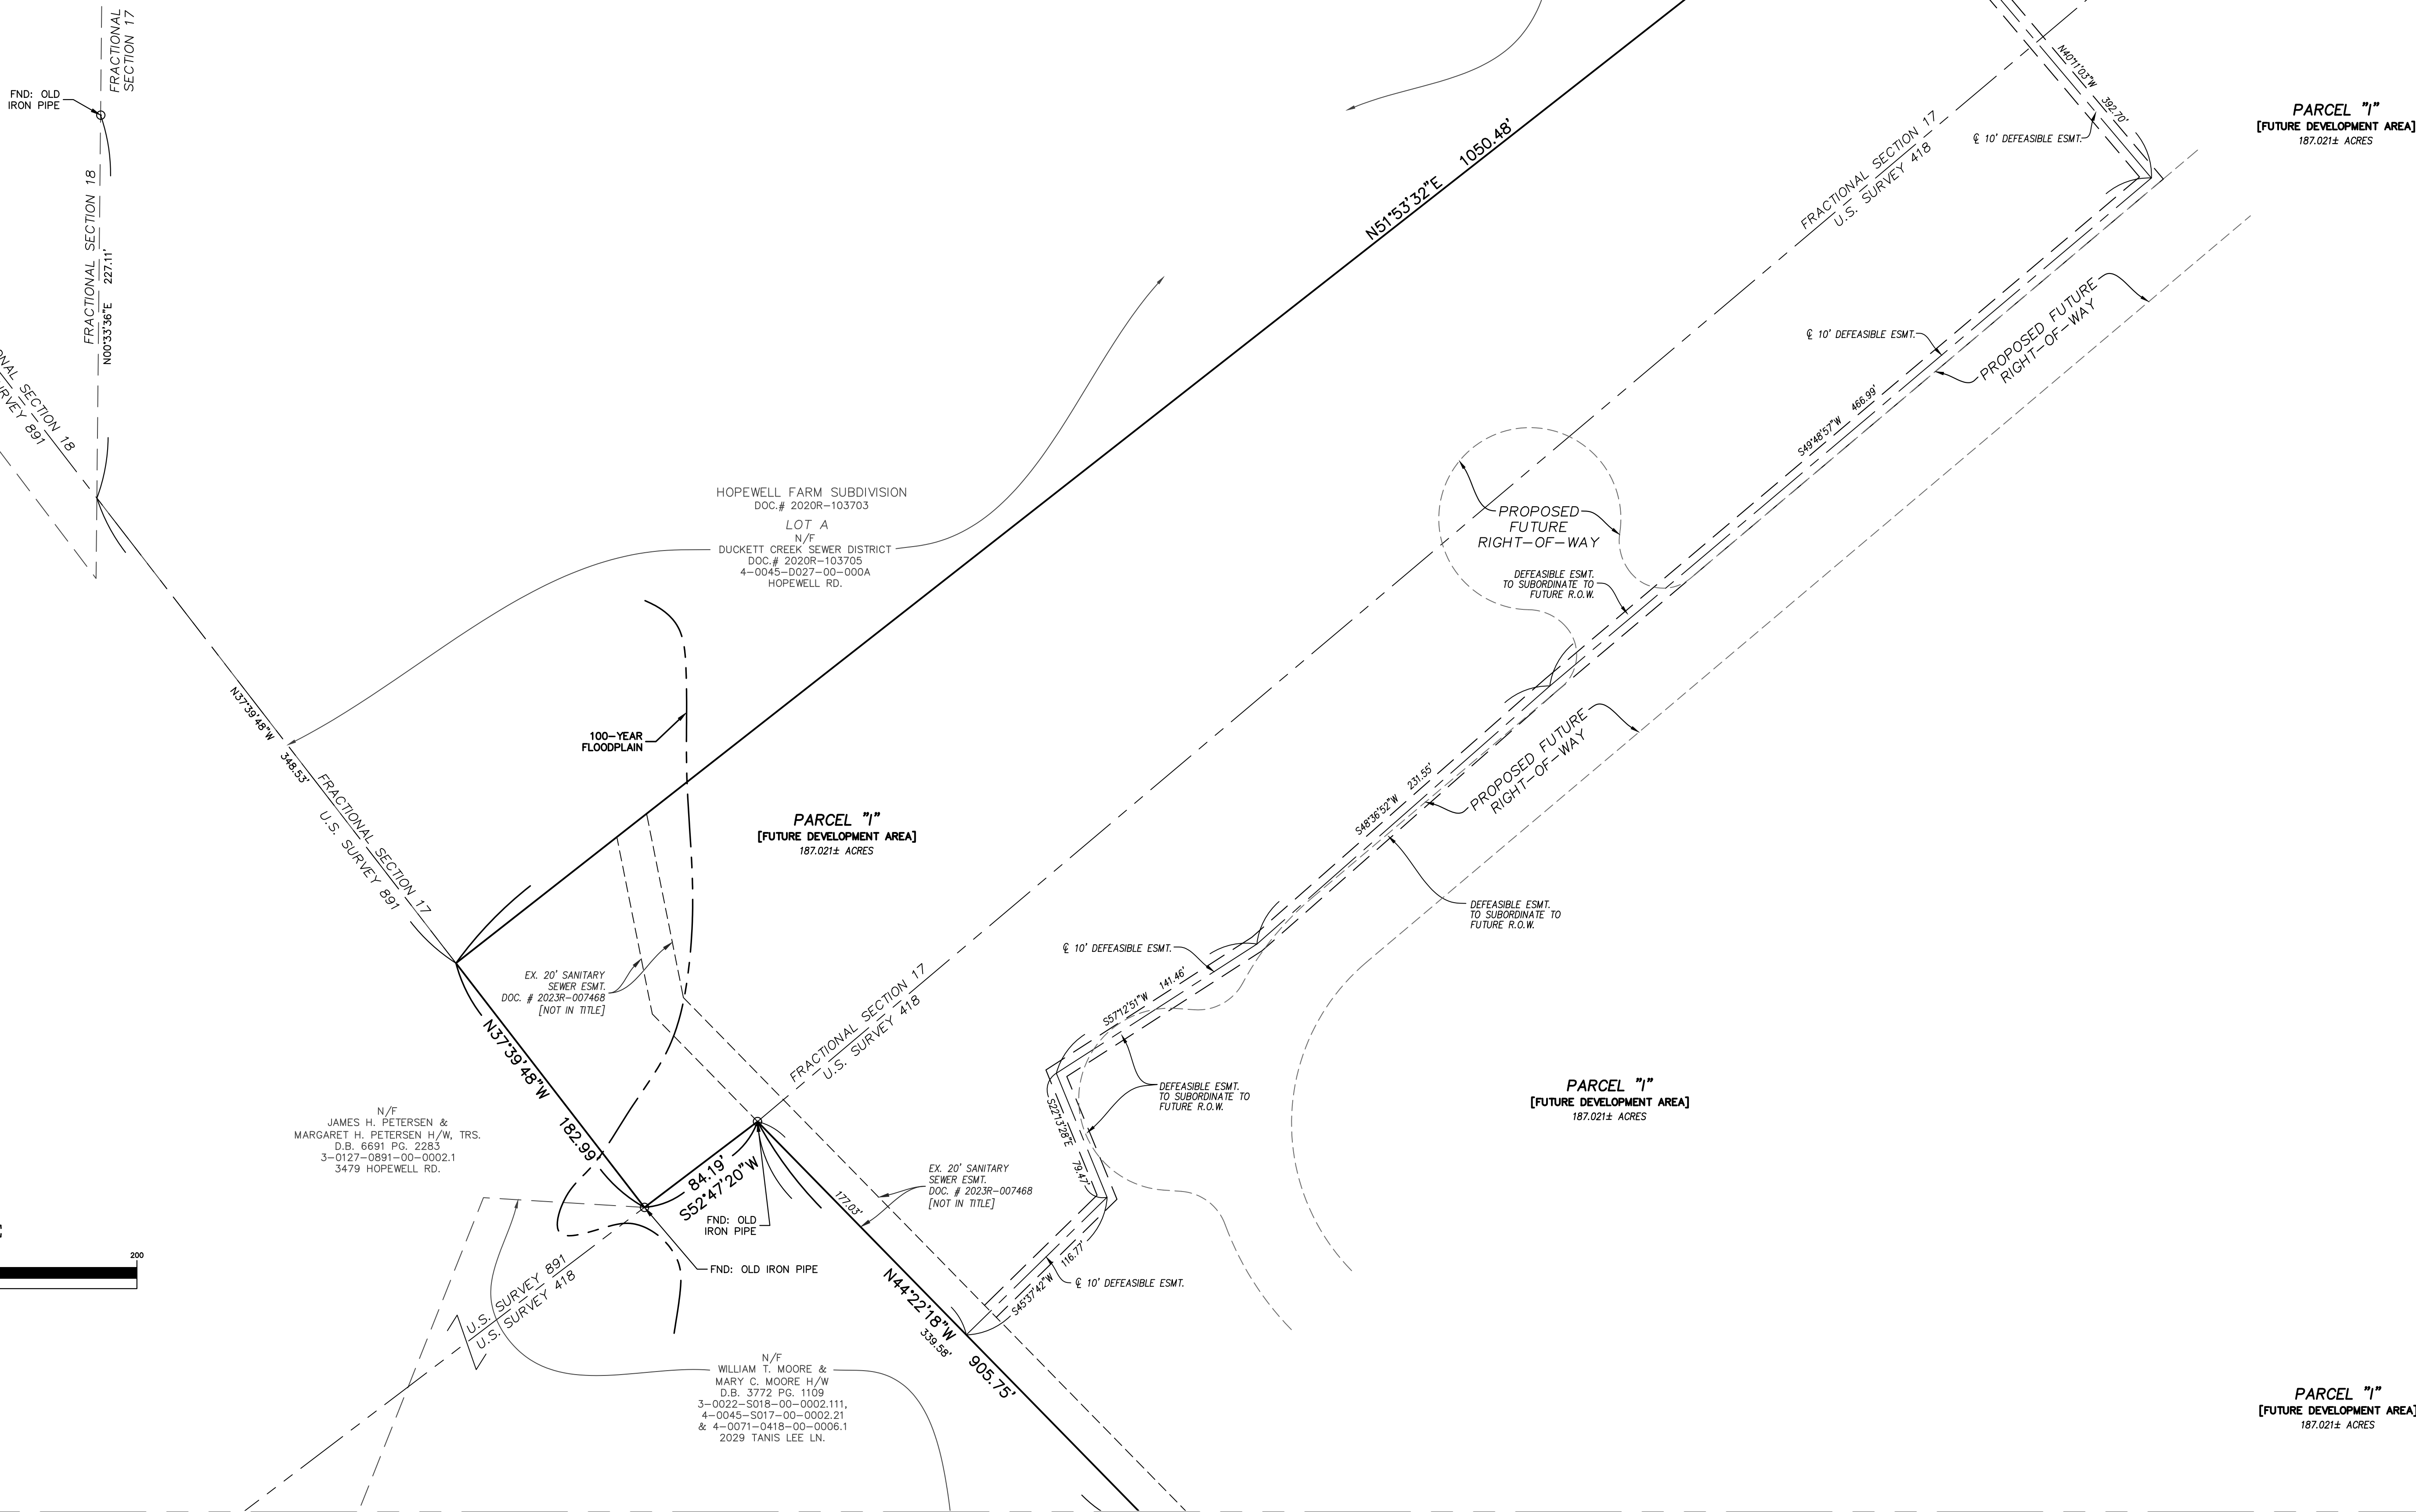 FRACTIONAL
SECTION 17
FND: OLD
IRON PIPE
FRACTIONAL SECTION 18
N00°33'36"E 227.11'
SECTION 18
891
N37°39'48"W 348.53'
FRACTIONAL SECTION 17
U.S. SURVEY 891
HOPEWELL FARM SUBDIVISION
DOC.# 2020R-103703
LOT A
N/F
DUCKETT CREEK SEWER DISTRICT
DOC.# 2020R-103705
4-0045-D027-00-000A
HOPEWELL RD.
N51°53'32"E 1050.48'
FRACTIONAL SECTION 17
U.S. SURVEY 418
N40°11'03"W 392.70'
℄ 10' DEFEASIBLE ESMT.
PARCEL "1"
[FUTURE DEVELOPMENT AREA]
187.021± ACRES
℄ 10' DEFEASIBLE ESMT.
PROPOSED FUTURE
RIGHT-OF-WAY
S49°48'57"W 466.99'
PROPOSED
FUTURE
RIGHT-OF-WAY
DEFEASIBLE ESMT.
TO SUBORDINATE TO
FUTURE R.O.W.
100-YEAR
FLOODPLAIN
PARCEL "1"
[FUTURE DEVELOPMENT AREA]
187.021± ACRES
PROPOSED FUTURE
RIGHT-OF-WAY
S48°36'52"W 231.55'
DEFEASIBLE ESMT.
TO SUBORDINATE TO
FUTURE R.O.W.
℄ 10' DEFEASIBLE ESMT.
S57°12'51"W 141.46'
EX. 20' SANITARY
SEWER ESMT.
DOC. # 2023R-007468
[NOT IN TITLE]
FRACTIONAL SECTION 17
U.S. SURVEY 418
N37°39'48"W 182.99'
DEFEASIBLE ESMT.
TO SUBORDINATE TO
FUTURE R.O.W.
S22°13'28"E 79.47'
PARCEL "1"
[FUTURE DEVELOPMENT AREA]
187.021± ACRES
N/F
JAMES H. PETERSEN &
MARGARET H. PETERSEN H/W, TRS.
D.B. 6691 PG. 2283
3-0127-0891-00-0002.1
3479 HOPEWELL RD.
84.19'
S52°47'20"W
FND: OLD
IRON PIPE
177.03'
EX. 20' SANITARY
SEWER ESMT.
DOC. # 2023R-007468
[NOT IN TITLE]
FND: OLD IRON PIPE
200
U.S. SURVEY 891
U.S. SURVEY 418
S45°37'42"W 116.77'
℄ 10' DEFEASIBLE ESMT.
N44°22'18"W 905.75'
339.58'
N/F
WILLIAM T. MOORE &
MARY C. MOORE H/W
D.B. 3772 PG. 1109
3-0022-S018-00-0002.111,
4-0045-S017-00-0002.21
& 4-0071-0418-00-0006.1
2029 TANIS LEE LN.
PARCEL "1"
[FUTURE DEVELOPMENT AREA]
187.021± ACRES